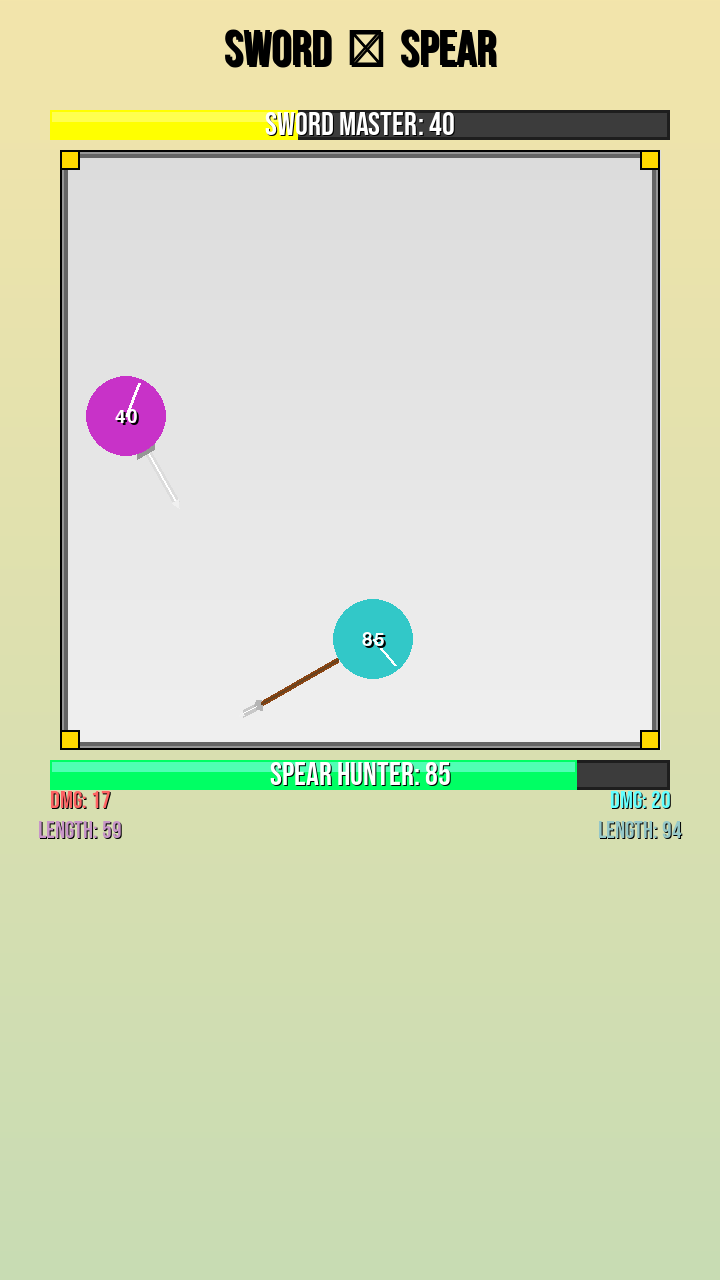 SWORD ☒ SPEAR
SWORD MASTER: 40
40
85
SPEAR HUNTER: 85
DMG: 17
DMG: 20
LENGTH: 59
LENGTH: 94